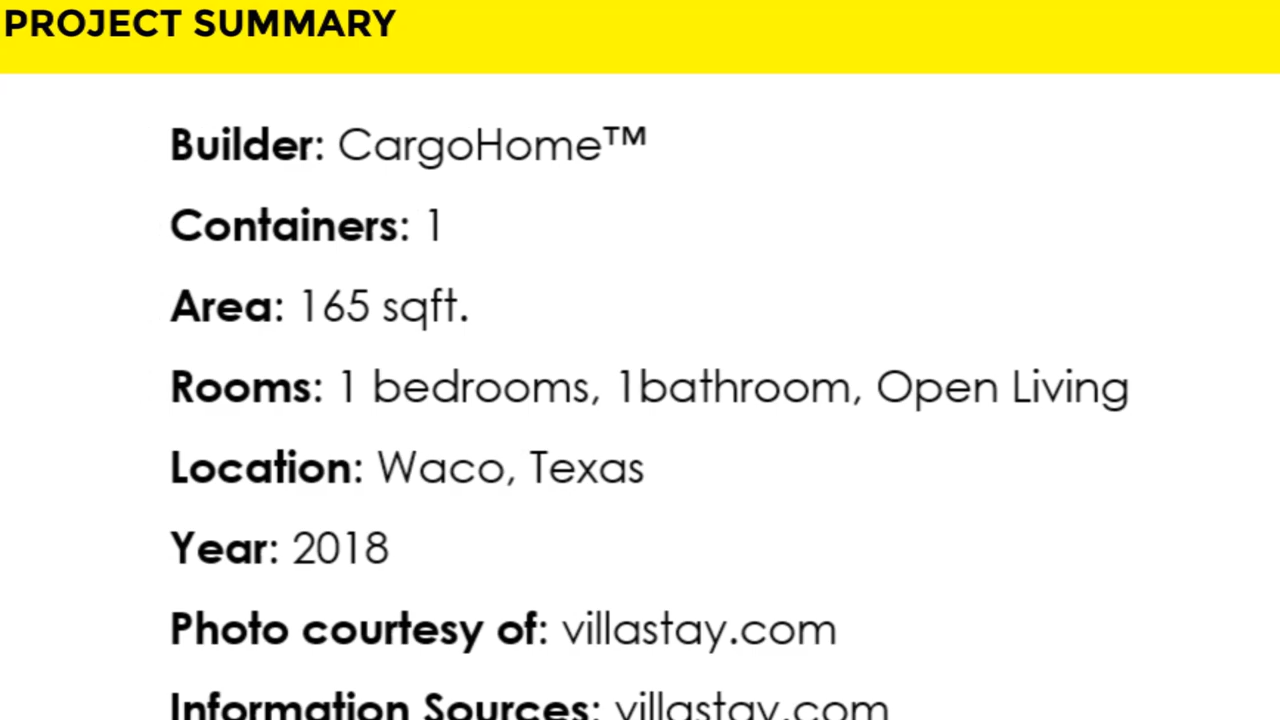 PROJECT SUMMARY
Builder: CargoHome™
Containers: 1
Area: 165 sqft.
Rooms: 1 bedrooms, 1bathroom, Open Living
Location: Waco, Texas
Year: 2018
Photo courtesy of: villastay.com
Information Sources: villastay.com